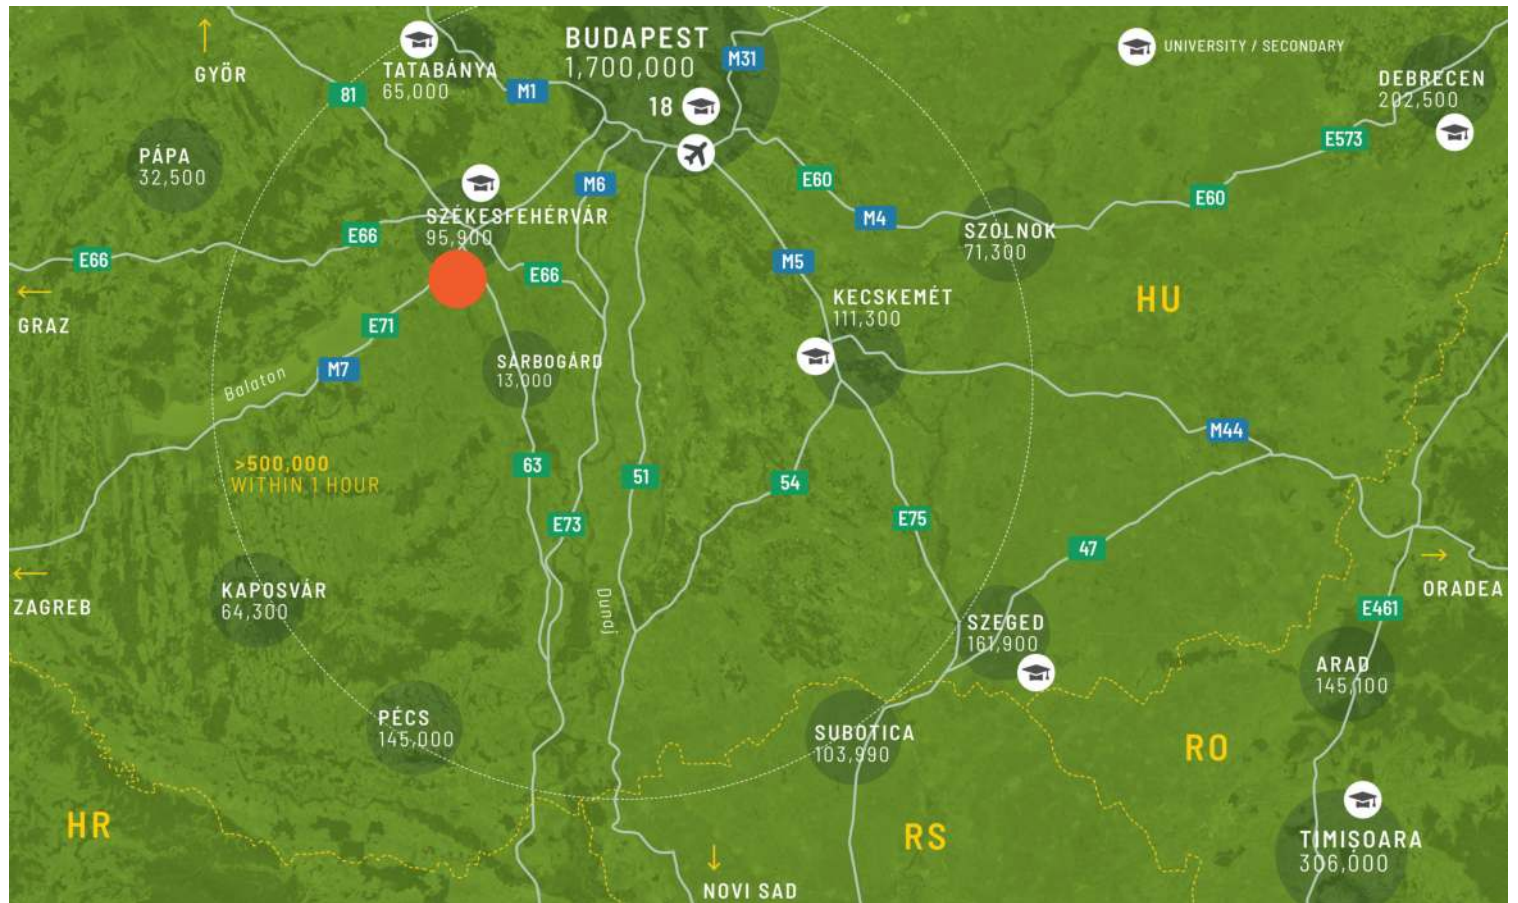 BUDAPEST
1,700,000
18
M31
UNIVERSITY / SECONDARY
DEBRECEN
202,500
GYÖR
TATABÁNYA
65,000
81
M1
E573
PÁPA
32,500
M6
E60
E60
M4
SZÉKESFEHÉRVÁR
95,900
SZOLNOK
71,300
E66
E66
E66
M5
GRAZ
KECSKEMÉT
111,300
HU
E71
M7
Balaton
SÁRBOGÁRD
13,000
M44
>500,000
WITHIN 1 HOUR
63
51
54
E73
E75
47
KAPOSVÁR
64,300
ZAGREB
Dunaj
ORADEA
E461
SZEGED
161,900
ARAD
145,100
PÉCS
145,000
SUBOTICA
103,990
RO
HR
RS
TIMIȘOARA
306,000
NOVI SAD